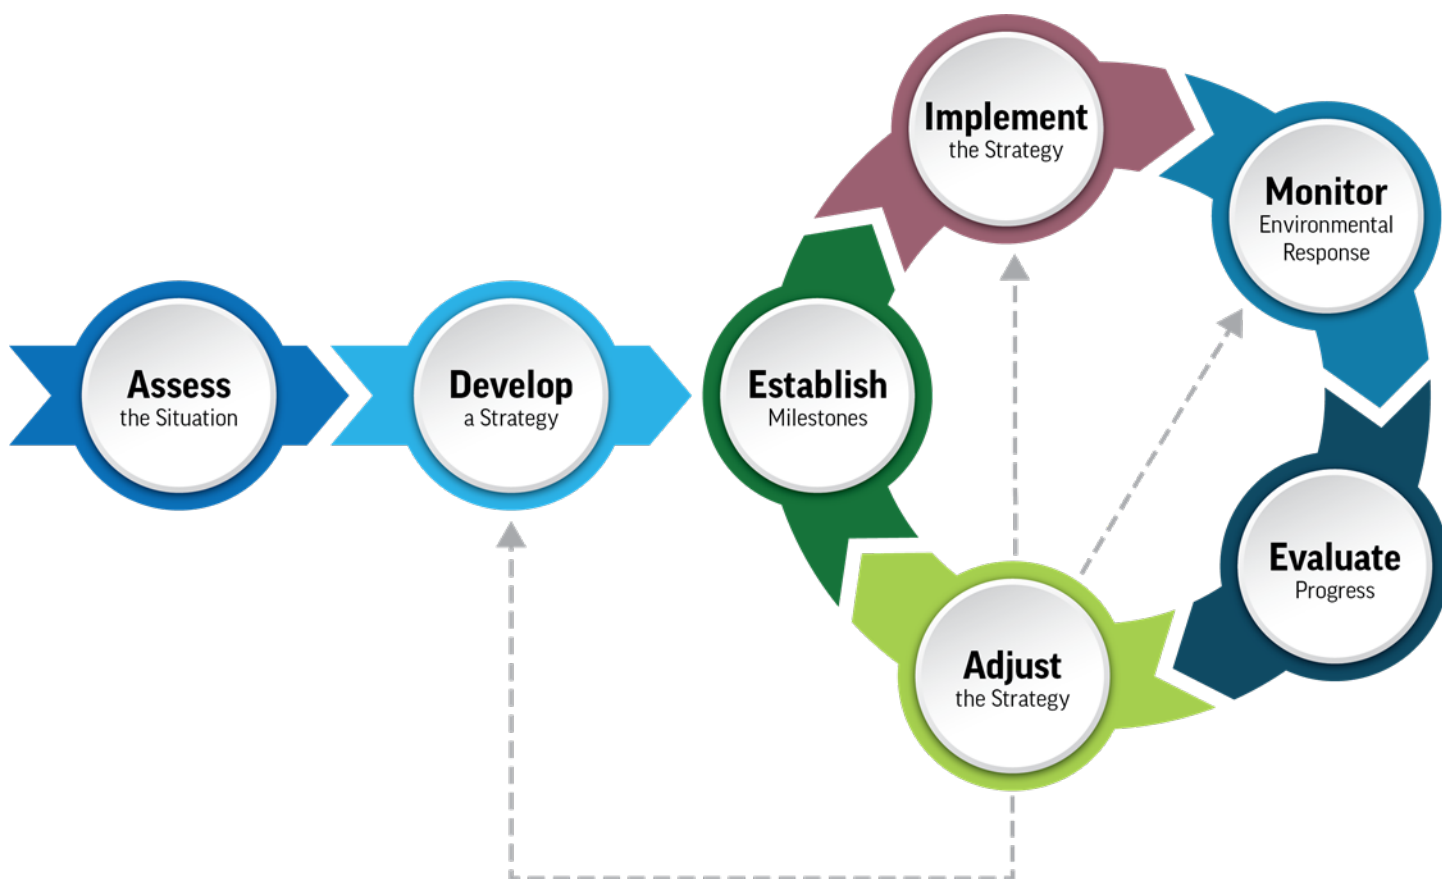 Assess
the Situation
Develop
a Strategy
Establish
Milestones
Implement
the Strategy
Monitor
Environmental
Response
Evaluate
Progress
Adjust
the Strategy